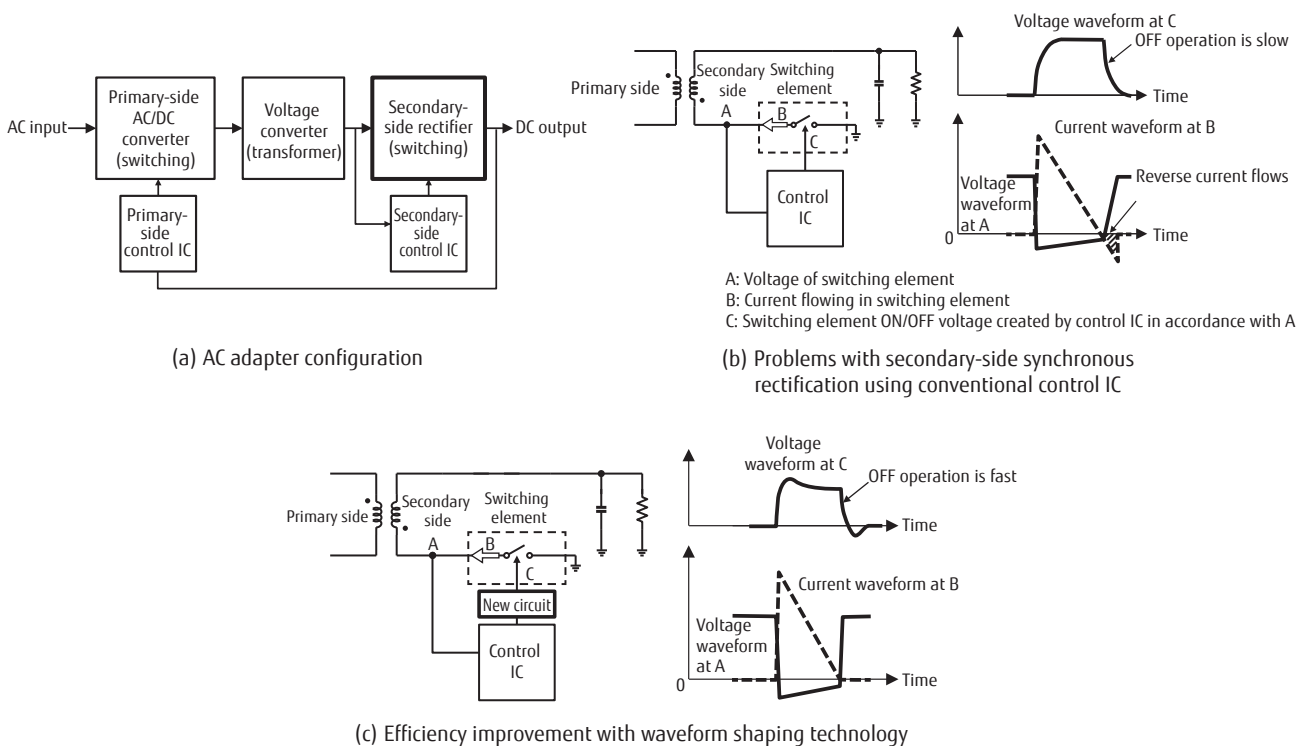 AC input
Primary-side
AC/DC
converter
(switching)
Voltage
converter
(transformer)
Secondary-
side rectifier
(switching)
DC output
Primary-
side
control IC
Secondary-
side
control IC
(a) AC adapter configuration
Primary side
Secondary
side
A
Switching
element
B
C
Control
IC
Voltage waveform at C
OFF operation is slow
Time
Current waveform at B
Voltage
waveform
at A
Reverse current flows
0
Time
A: Voltage of switching element
B: Current flowing in switching element
C: Switching element ON/OFF voltage created by control IC in accordance with A
(b) Problems with secondary-side synchronous
rectification using conventional control IC
Primary side
Secondary
side
A
Switching
element
B
C
New circuit
Control
IC
Voltage
waveform at C
OFF operation is fast
Time
Current waveform at B
Voltage
waveform
at A
0
Time
(c) Efficiency improvement with waveform shaping technology